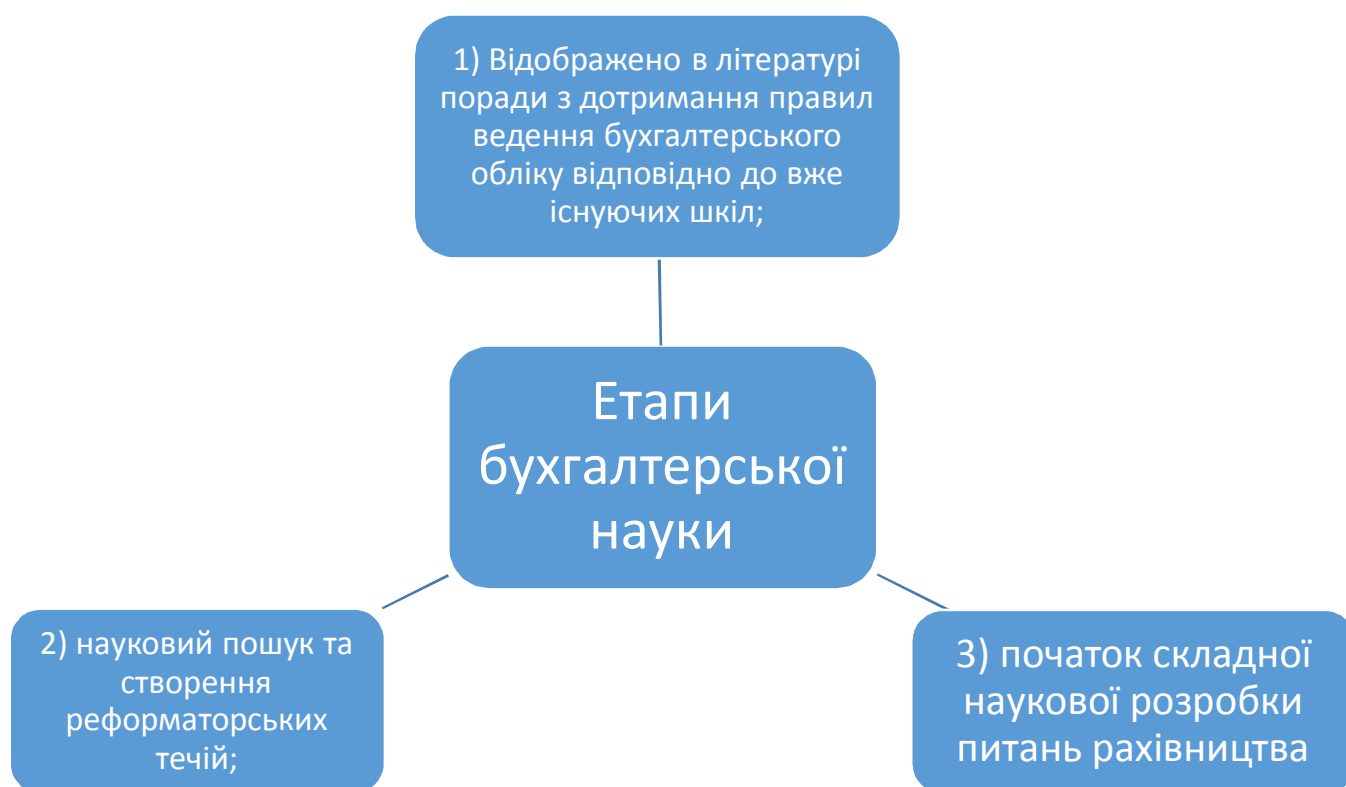 1) Відображено в літературі
поради з дотримання правил
ведення бухгалтерського
обліку відповідно до вже
існуючих шкіл;
Етапи
бухгалтерської
науки
2) науковий пошук та
створення
реформаторських
течій;
3) початок складної
наукової розробки
питань рахівництва